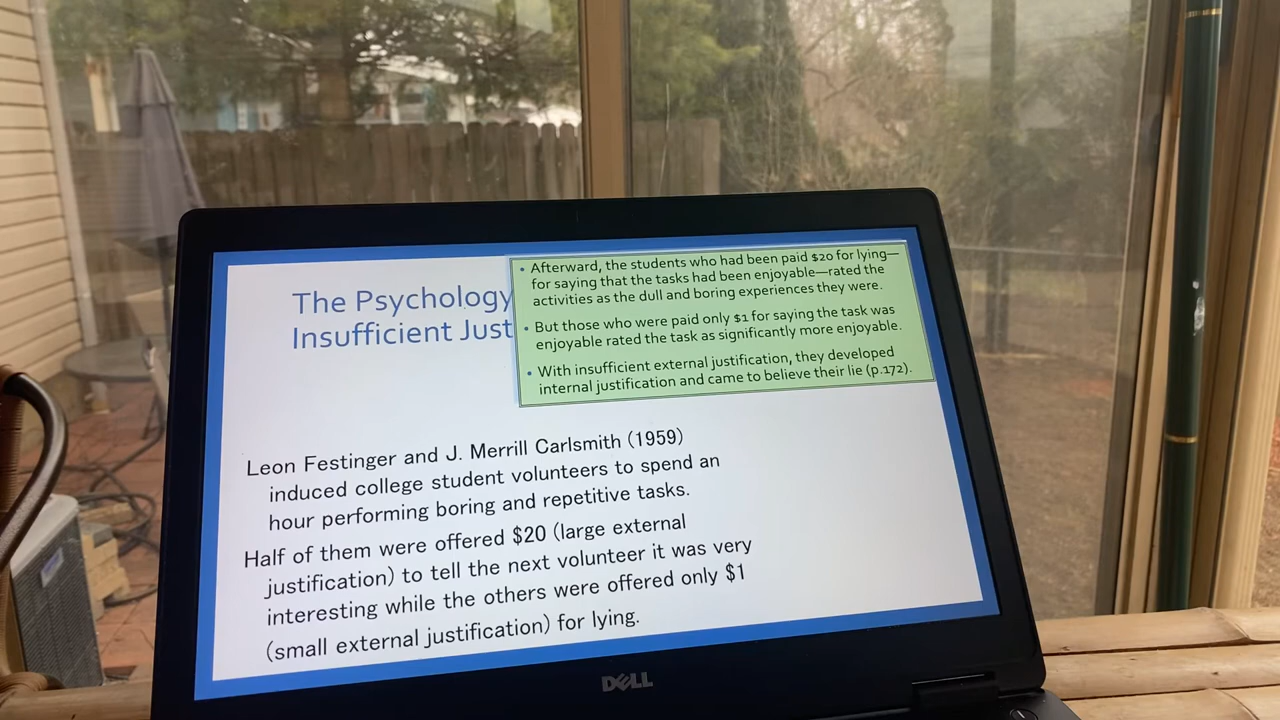 The Psychology
Insufficient Just
• Afterward, the students who had been paid $20 for lying—
for saying that the tasks had been enjoyable—rated the
activities as the dull and boring experiences they were.
• But those who were paid only $1 for saying the task was
enjoyable rated the task as significantly more enjoyable.
• With insufficient external justification, they developed
internal justification and came to believe their lie (p.172).
Leon Festinger and J. Merrill Carlsmith (1959)
induced college student volunteers to spend an
hour performing boring and repetitive tasks.
Half of them were offered $20 (large external
justification) to tell the next volunteer it was very
interesting while the others were offered only $1
(small external justification) for lying.
DELL